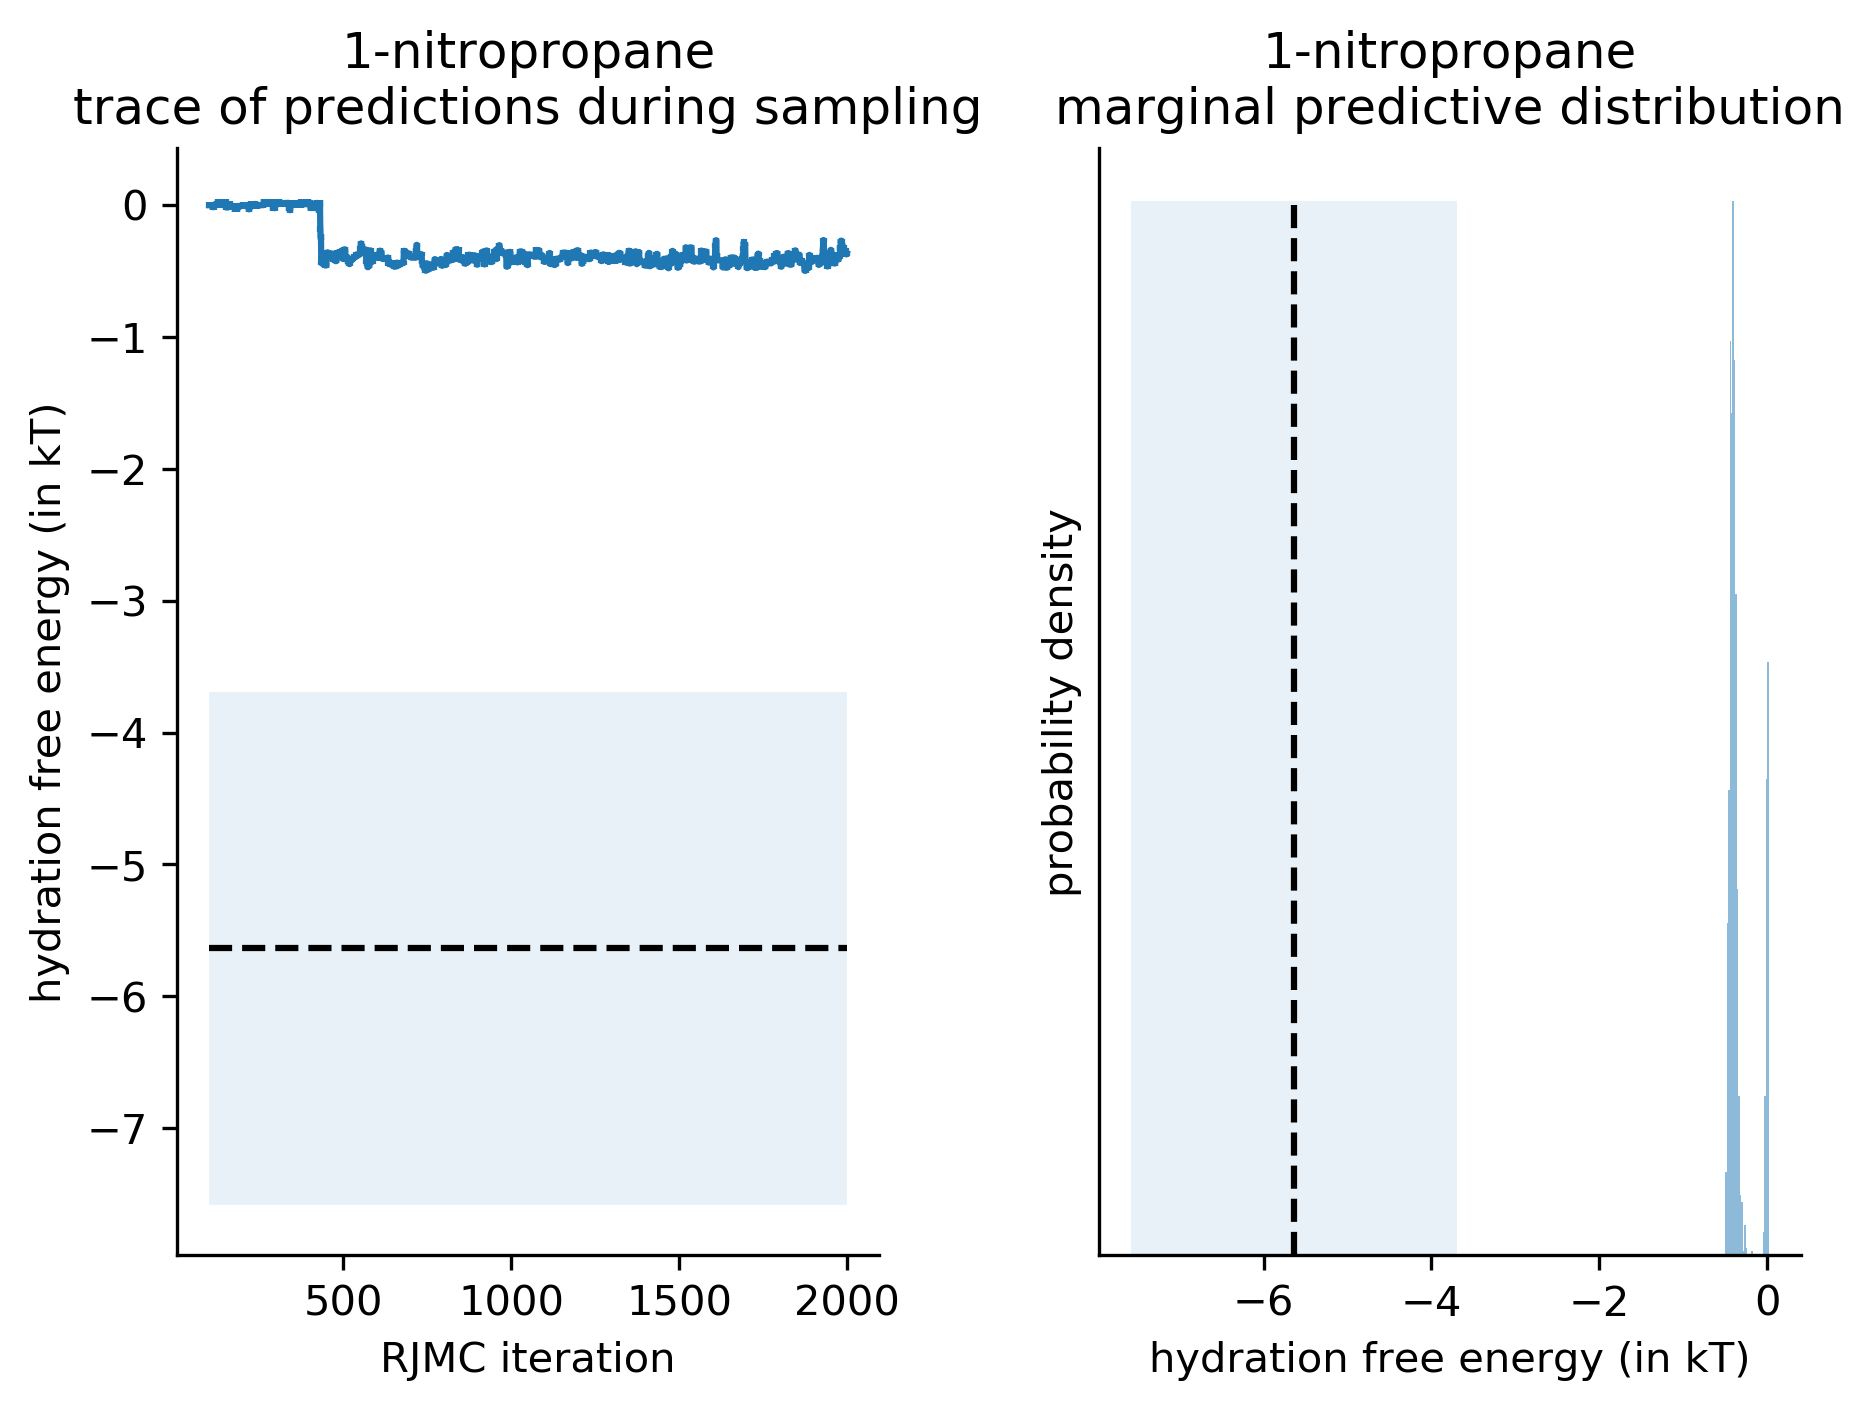 1-nitropropane
trace of predictions during sampling
hydration free energy (in kT)
0
−1
−2
−3
−4
−5
−6
−7
500 1000 1500 2000
RJMC iteration
1-nitropropane
marginal predictive distribution
probability density
−6 −4 −2 0
hydration free energy (in kT)